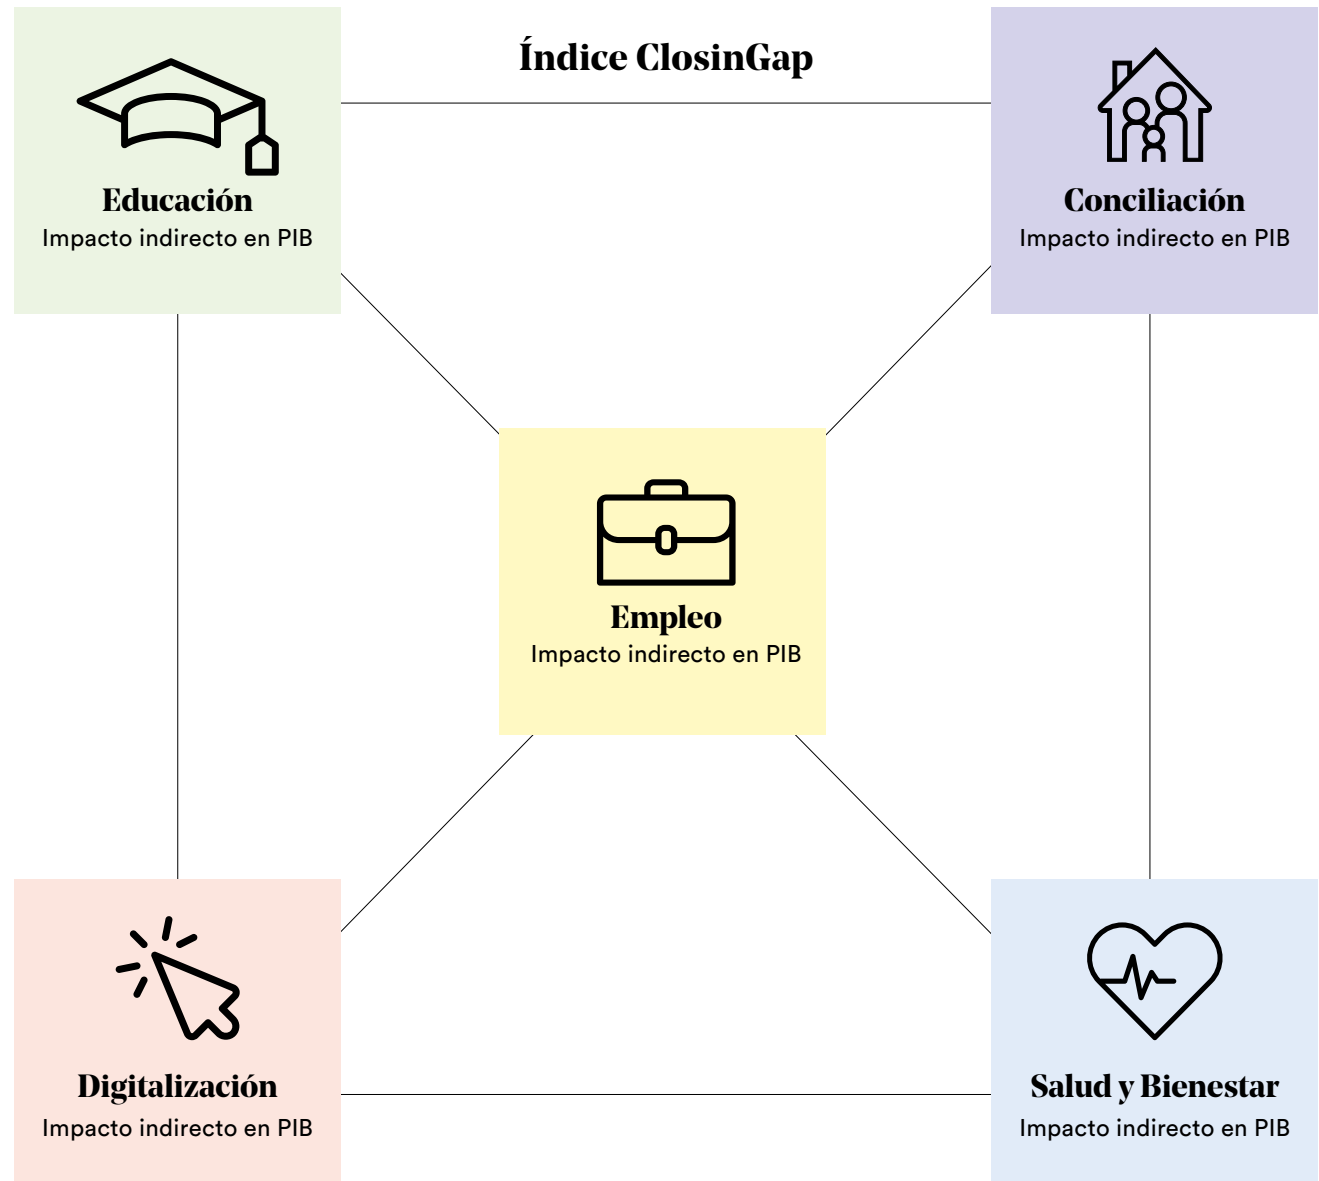 Índice ClosinGap
Educación
Impacto indirecto en PIB
Conciliación
Impacto indirecto en PIB
Empleo
Impacto indirecto en PIB
Digitalización
Impacto indirecto en PIB
Salud y Bienestar
Impacto indirecto en PIB